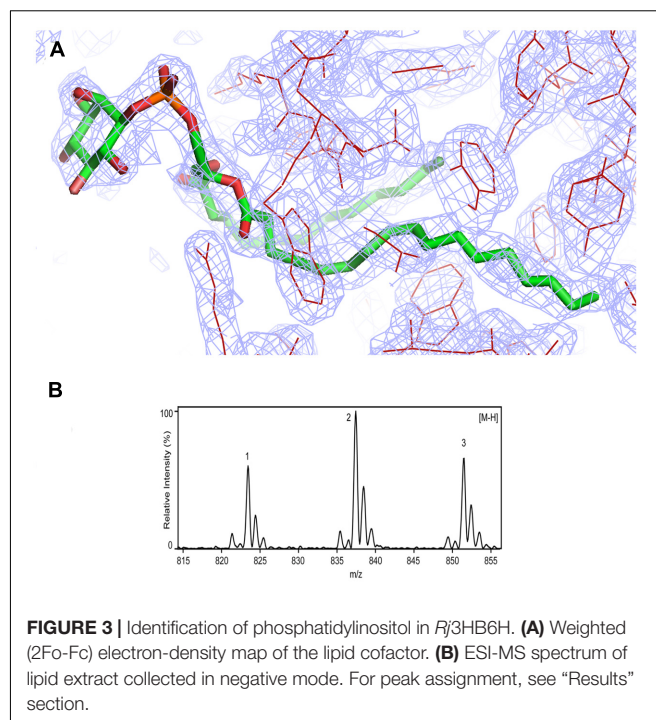 A
B
[M-H]
100
2
3
1
Relative Intensity (%)
0
815 820 825 830 835 840 845 850 855
m/z
FIGURE 3 | Identification of phosphatidylinositol in Rj3HB6H. (A) Weighted
(2Fo-Fc) electron-density map of the lipid cofactor. (B) ESI-MS spectrum of
lipid extract collected in negative mode. For peak assignment, see “Results”
section.